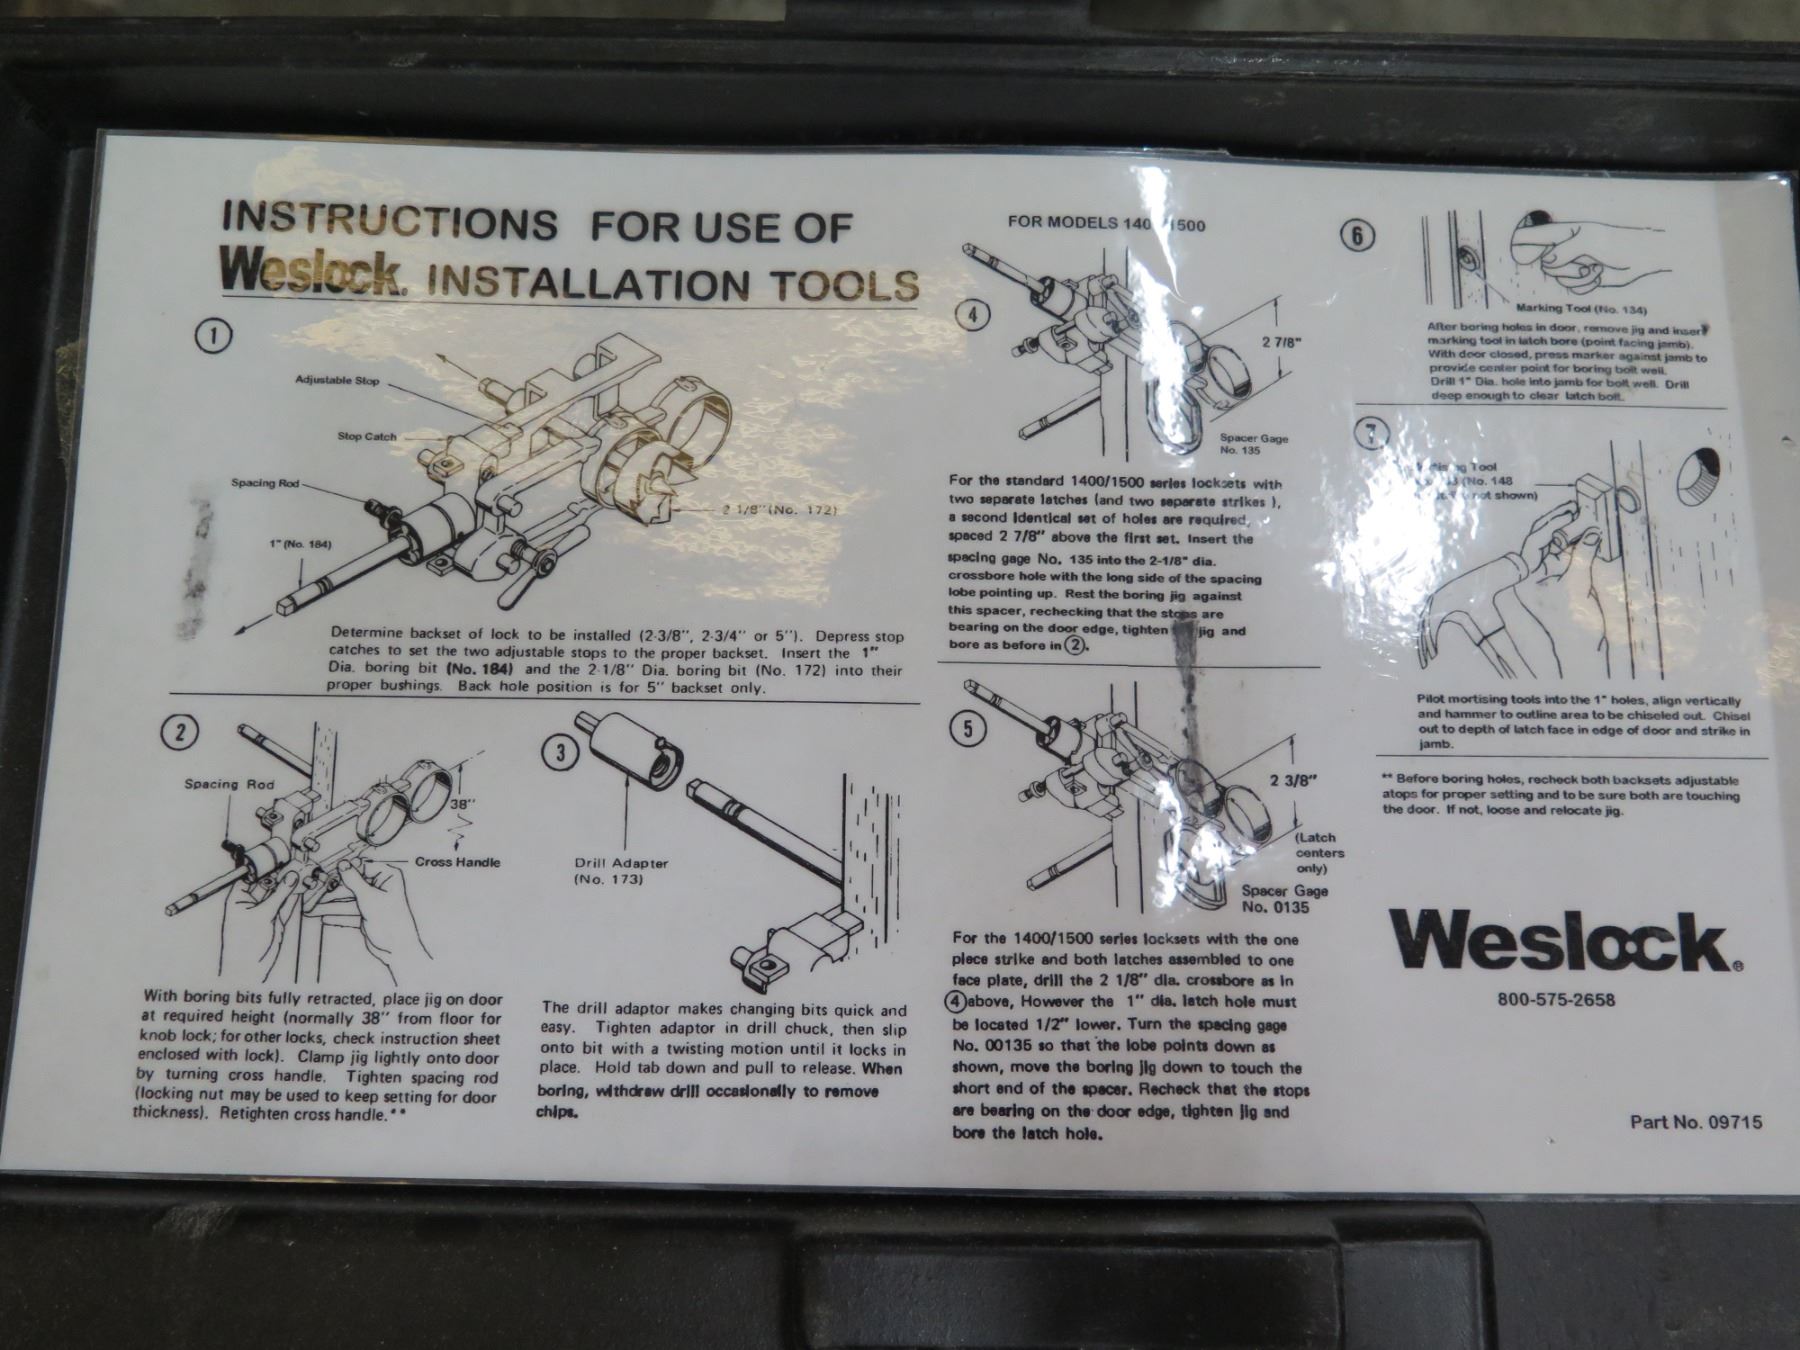 INSTRUCTIONS FOR USE OF
Weslock. INSTALLATION TOOLS
1
Adjustable Stop
Stop Catch
Spacing Rod
1" (No. 184)
2 1/8" (No. 172)
Determine backset of lock to be installed (2-3/8", 2-3/4" or 5"). Depress stop
catches to set the two adjustable stops to the proper backset. Insert the 1"
Dia. boring bit (No. 184) and the 2-1/8" Dia. boring bit (No. 172) into their
proper bushings. Back hole position is for 5" backset only.
2
Spacing Rod
38"
Cross Handle
With boring bits fully retracted, place jig on door
at required height (normally 38" from floor for
knob lock; for other locks, check instruction sheet
enclosed with lock). Clamp jig lightly onto door
by turning cross handle. Tighten spacing rod
(locking nut may be used to keep setting for door
thickness). Retighten cross handle.**
3
Drill Adapter
(No. 173)
The drill adaptor makes changing bits quick and
easy. Tighten adaptor in drill chuck, then slip
onto bit with a twisting motion until it locks in
place. Hold tab down and pull to release. When
boring, withdraw drill occasionally to remove
chips.
FOR MODELS 140 1500
4
2 7/8"
Spacer Gage
No. 135
For the standard 1400/1500 series locksets with
two separate latches (and two separate strikes ),
a second identical set of holes are required,
spaced 2 7/8" above the first set. Insert the
spacing gage No. 135 into the 2-1/8" dia.
crossbore hole with the long side of the spacing
lobe pointing up. Rest the boring jig against
this spacer, rechecking that the stops are
bearing on the door edge, tighten jig and
bore as before in 2.
5
2 3/8"
(Latch
centers
only)
Spacer Gage
No. 0135
For the 1400/1500 series locksets with the one
piece strike and both latches assembled to one
face plate, drill the 2 1/8" dia. crossbore as in
4 above, However the 1" dia. latch hole must
be located 1/2" lower. Turn the spacing gage
No. 00135 so that the lobe points down as
shown, move the boring jig down to touch the
short end of the spacer. Recheck that the stops
are bearing on the door edge, tighten jig and
bore the latch hole.
6
Marking Tool (No. 134)
After boring holes in door, remove jig and insert
marking tool in latch bore (point facing jamb).
With door closed, press marker against jamb to
provide center point for boring bolt well.
Drill 1" Dia. hole into jamb for bolt well. Drill
deep enough to clear latch bolt.
7
Tool
(No. 148
not shown)
Pilot mortising tools into the 1" holes, align vertically
and hammer to outline area to be chiseled out. Chisel
out to depth of latch face in edge of door and strike in
jamb.
** Before boring holes, recheck both backsets adjustable
atops for proper setting and to be sure both are touching
the door. If not, loose and relocate jig.
Weslock®
800-575-2658
Part No. 09715